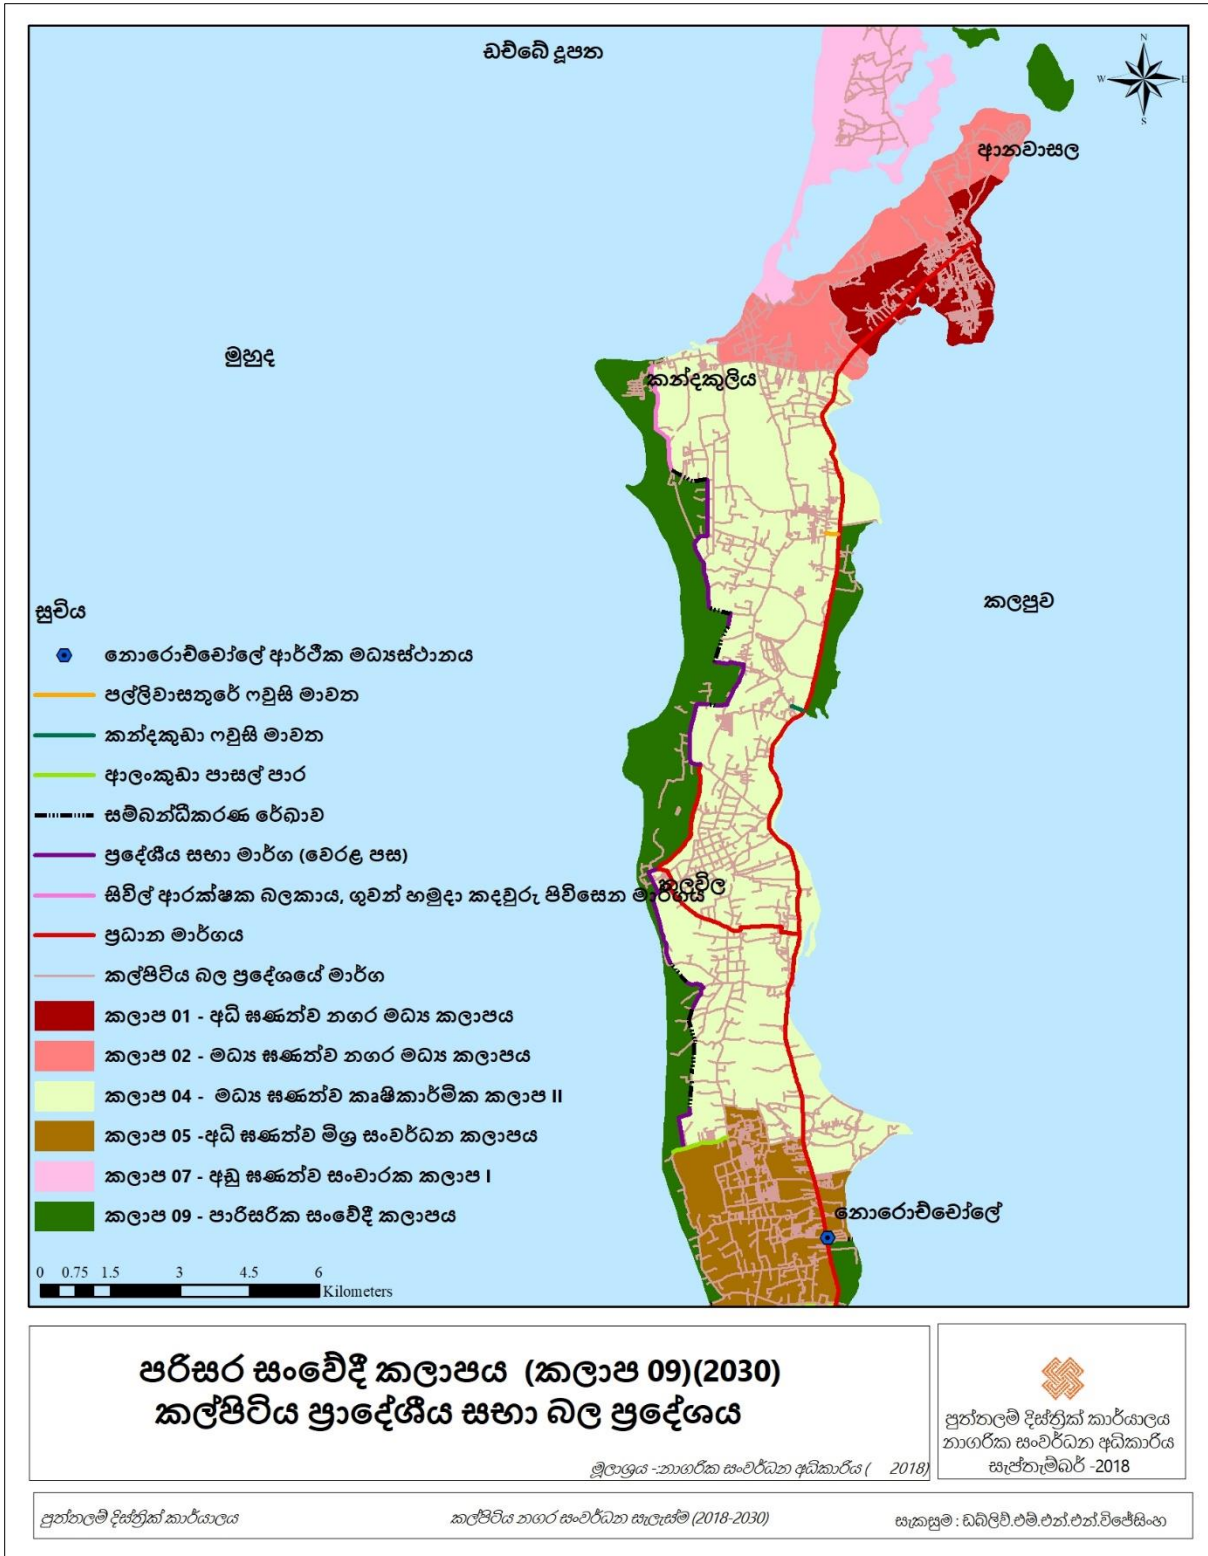 ඩච්බේ දූපත
N
W
E
S
ආනවාසල
මුහුද
කන්දකුලිය
කලපුව
සුචිය
නොරොච්චෝලේ ආර්ථික මධ්‍යස්ථානය
පල්ලිවාසතුරේ ෆවුසි මාවත
කන්දකුඩා ෆවුසි මාවත
ආලංකුඩා පාසල් පාර
සම්බන්ධීකරණ රේඛාව
ප්‍රදේශීය සභා මාර්ග (වෙරළ පස)
තලවිල
සිවිල් ආරක්ෂක බලකාය, ගුවන් හමුදා කදවුරු පිවිසෙන මාර්ගය
ප්‍රධාන මාර්ගය
කල්පිටිය බල ප්‍රදේශයේ මාර්ග
කලාප 01 - අධි ඝණත්ව නගර මධ්‍ය කලාපය
කලාප 02 - මධ්‍ය ඝණත්ව නගර මධ්‍ය කලාපය
කලාප 04 - මධ්‍ය ඝණත්ව කෘෂිකාර්මික කලාප II
කලාප 05 -අධි ඝණත්ව මිශ්‍ර සංවර්ධන කලාපය
කලාප 07 - අඩු ඝණත්ව සංචාරක කලාප I
කලාප 09 - පාරිසරික සංවේදී කලාපය
නොරොච්චෝලේ
0 0.75 1.5 3 4.5 6
Kilometers
පරිසර සංවේදී කලාපය (කලාප 09)(2030)
කල්පිටිය ප්‍රාදේශීය සභා බල ප්‍රදේශය
මූලාශ්‍රය -:නාගරික සංවර්ධන අධිකාරිය ( 2018)
පුත්තලම් දිස්ත්‍රික් කාර්යාලය
නාගරික සංවර්ධන අධිකාරිය
සැප්තැම්බර් -2018
පුත්තලම් දිස්ත්‍රික් කාර්යාලය
කල්පිටිය නගර සංවර්ධන සැලැස්ම (2018-2030)
සැකසුම : ඩබ්ලිව්.එම්.එන්.එන්.විජේසිංහ